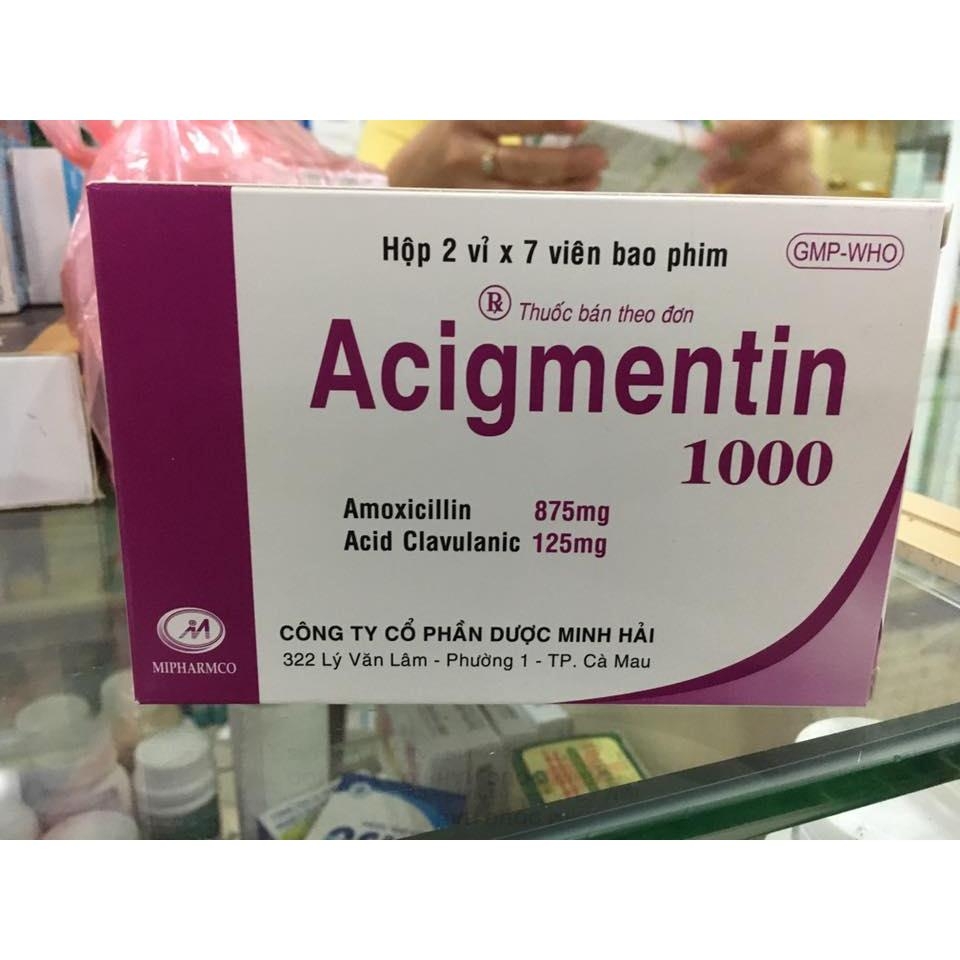 Hộp 2 vỉ x 7 viên bao phim
GMP-WHO
Rx Thuốc bán theo đơn
Acigmentin
1000
Amoxicillin 875mg
Acid Clavulanic 125mg
CÔNG TY CỔ PHẦN DƯỢC MINH HẢI
322 Lý Văn Lâm - Phường 1 - TP. Cà Mau
MIPHARMCO